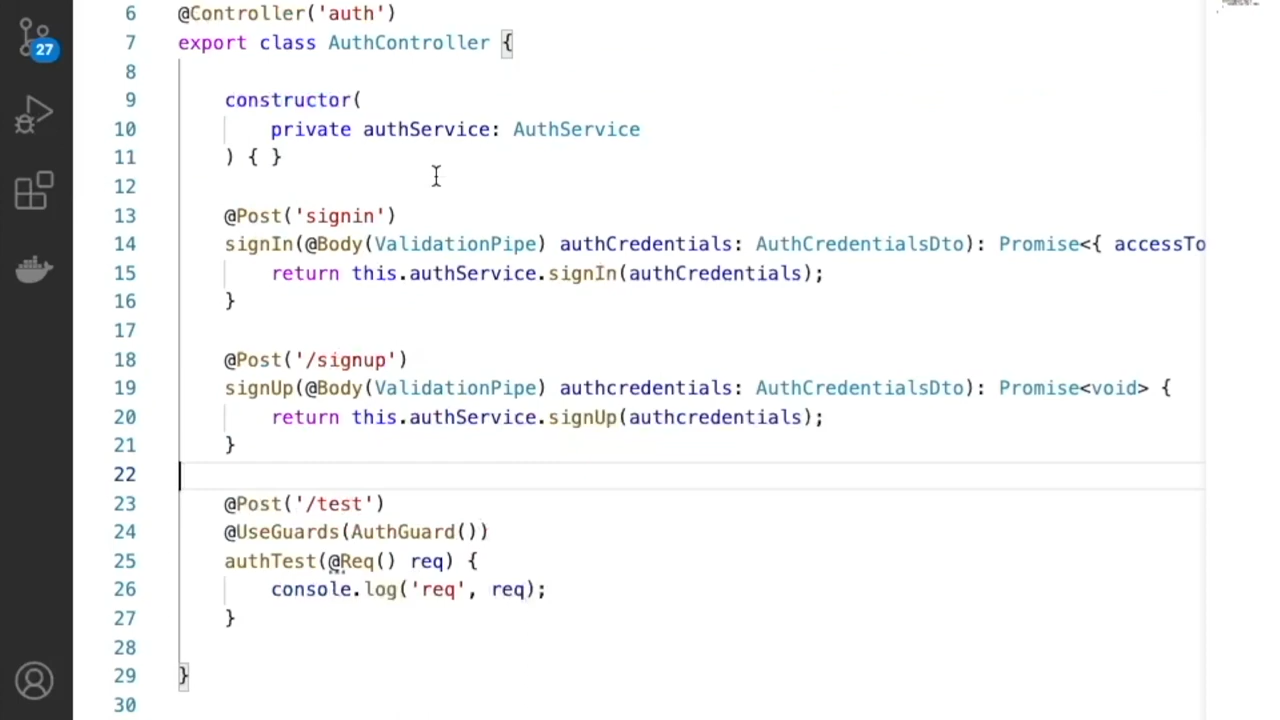 27
6 @Controller('auth')
7 export class AuthController {
8
9 constructor(
10 private authService: AuthService
11 ) { }
12
13 @Post('signin')
14 signIn(@Body(ValidationPipe) authCredentials: AuthCredentialsDto): Promise<{ accessTo
15 return this.authService.signIn(authCredentials);
16 }
17
18 @Post('/signup')
19 signUp(@Body(ValidationPipe) authcredentials: AuthCredentialsDto): Promise<void> {
20 return this.authService.signUp(authcredentials);
21 }
22
23 @Post('/test')
24 @UseGuards(AuthGuard())
25 authTest(@Req() req) {
26 console.log('req', req);
27 }
28
29 }
30